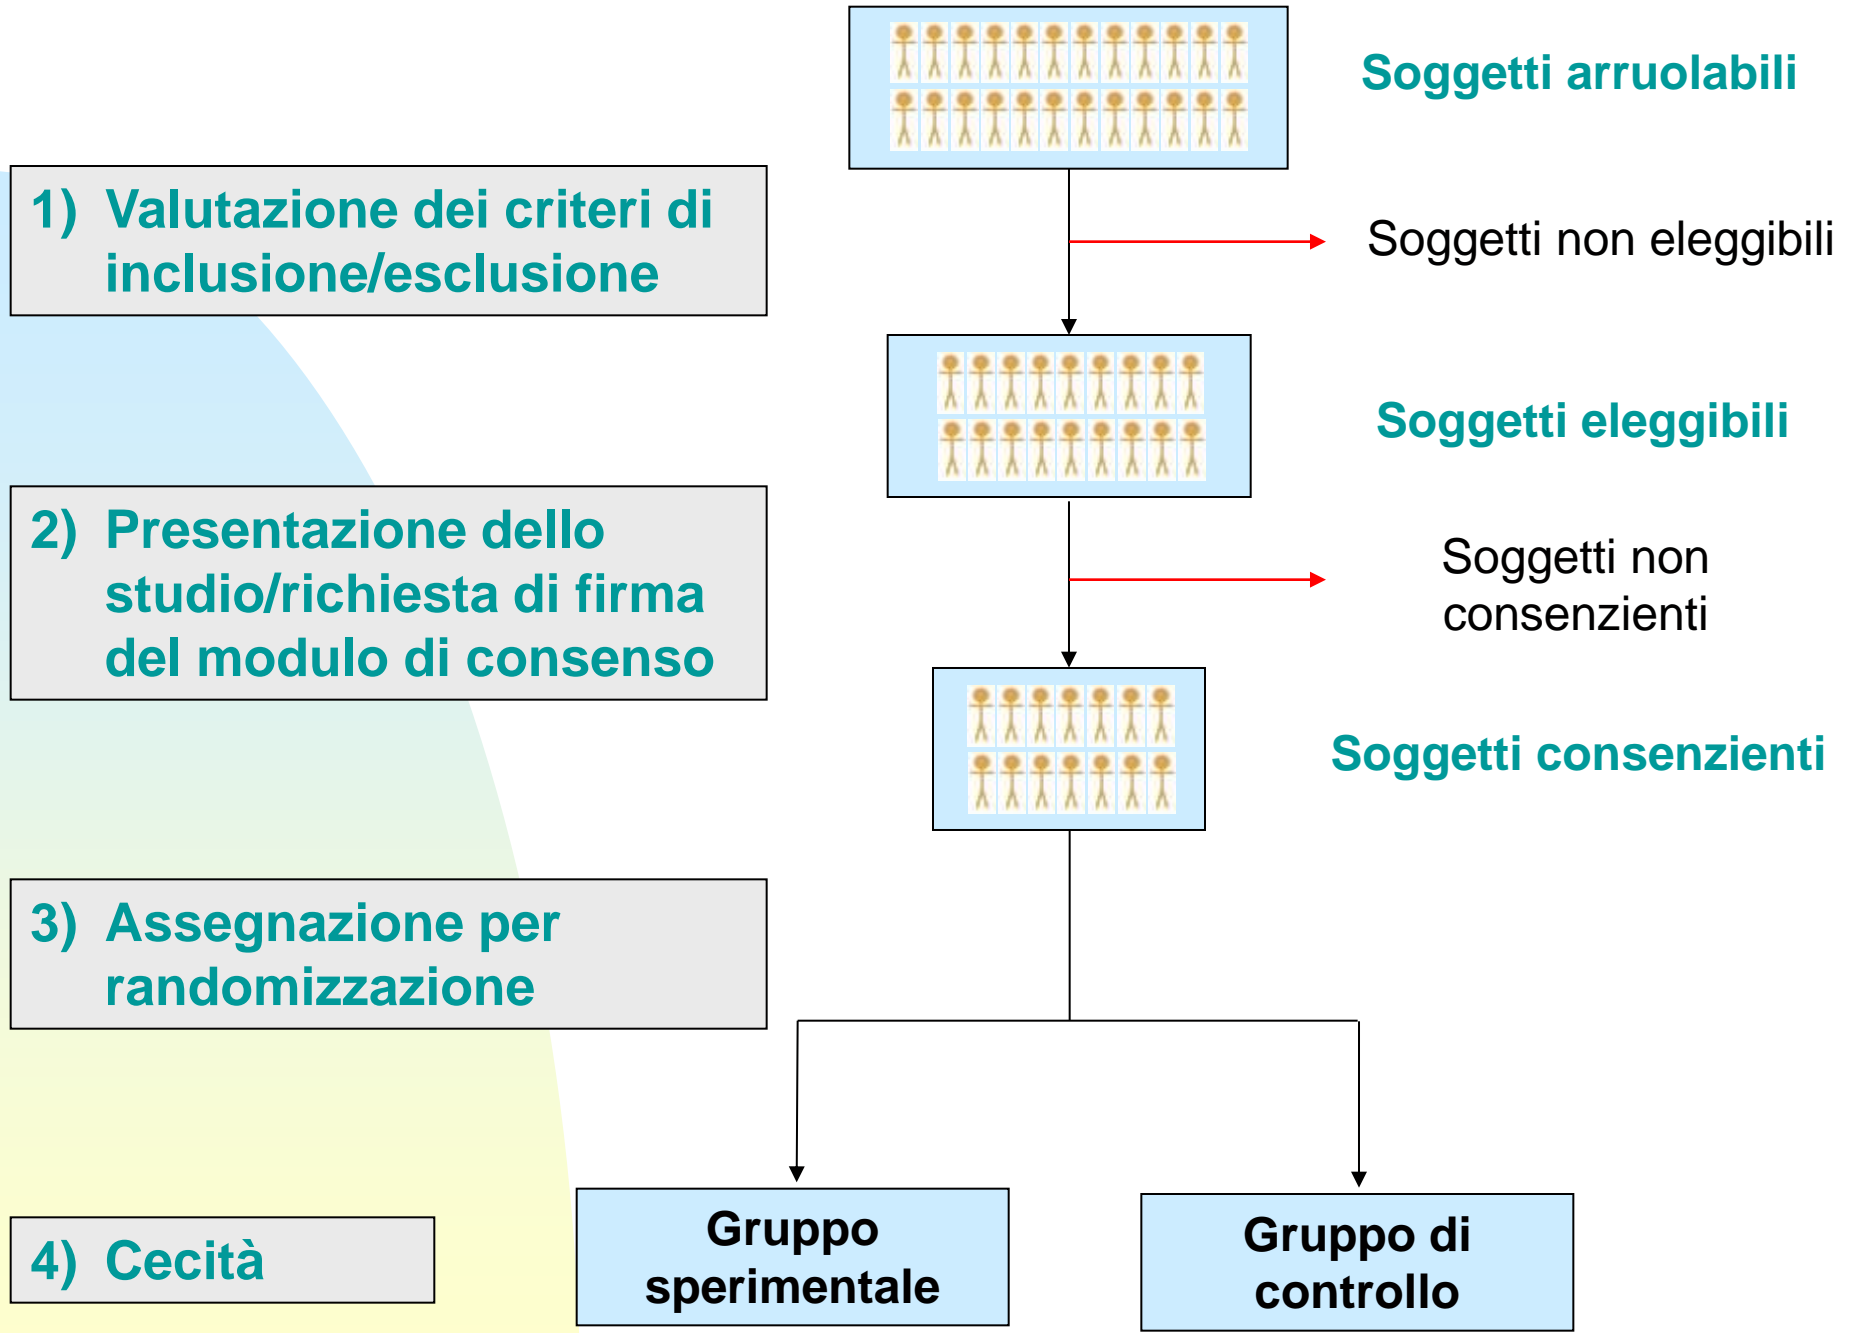 Soggetti arruolabili
1) Valutazione dei criteri di
inclusione/esclusione
Soggetti non eleggibili
Soggetti eleggibili
2) Presentazione dello
studio/richiesta di firma
del modulo di consenso
Soggetti non
consenzienti
Soggetti consenzienti
3) Assegnazione per
randomizzazione
4) Cecità
Gruppo
sperimentale
Gruppo di
controllo